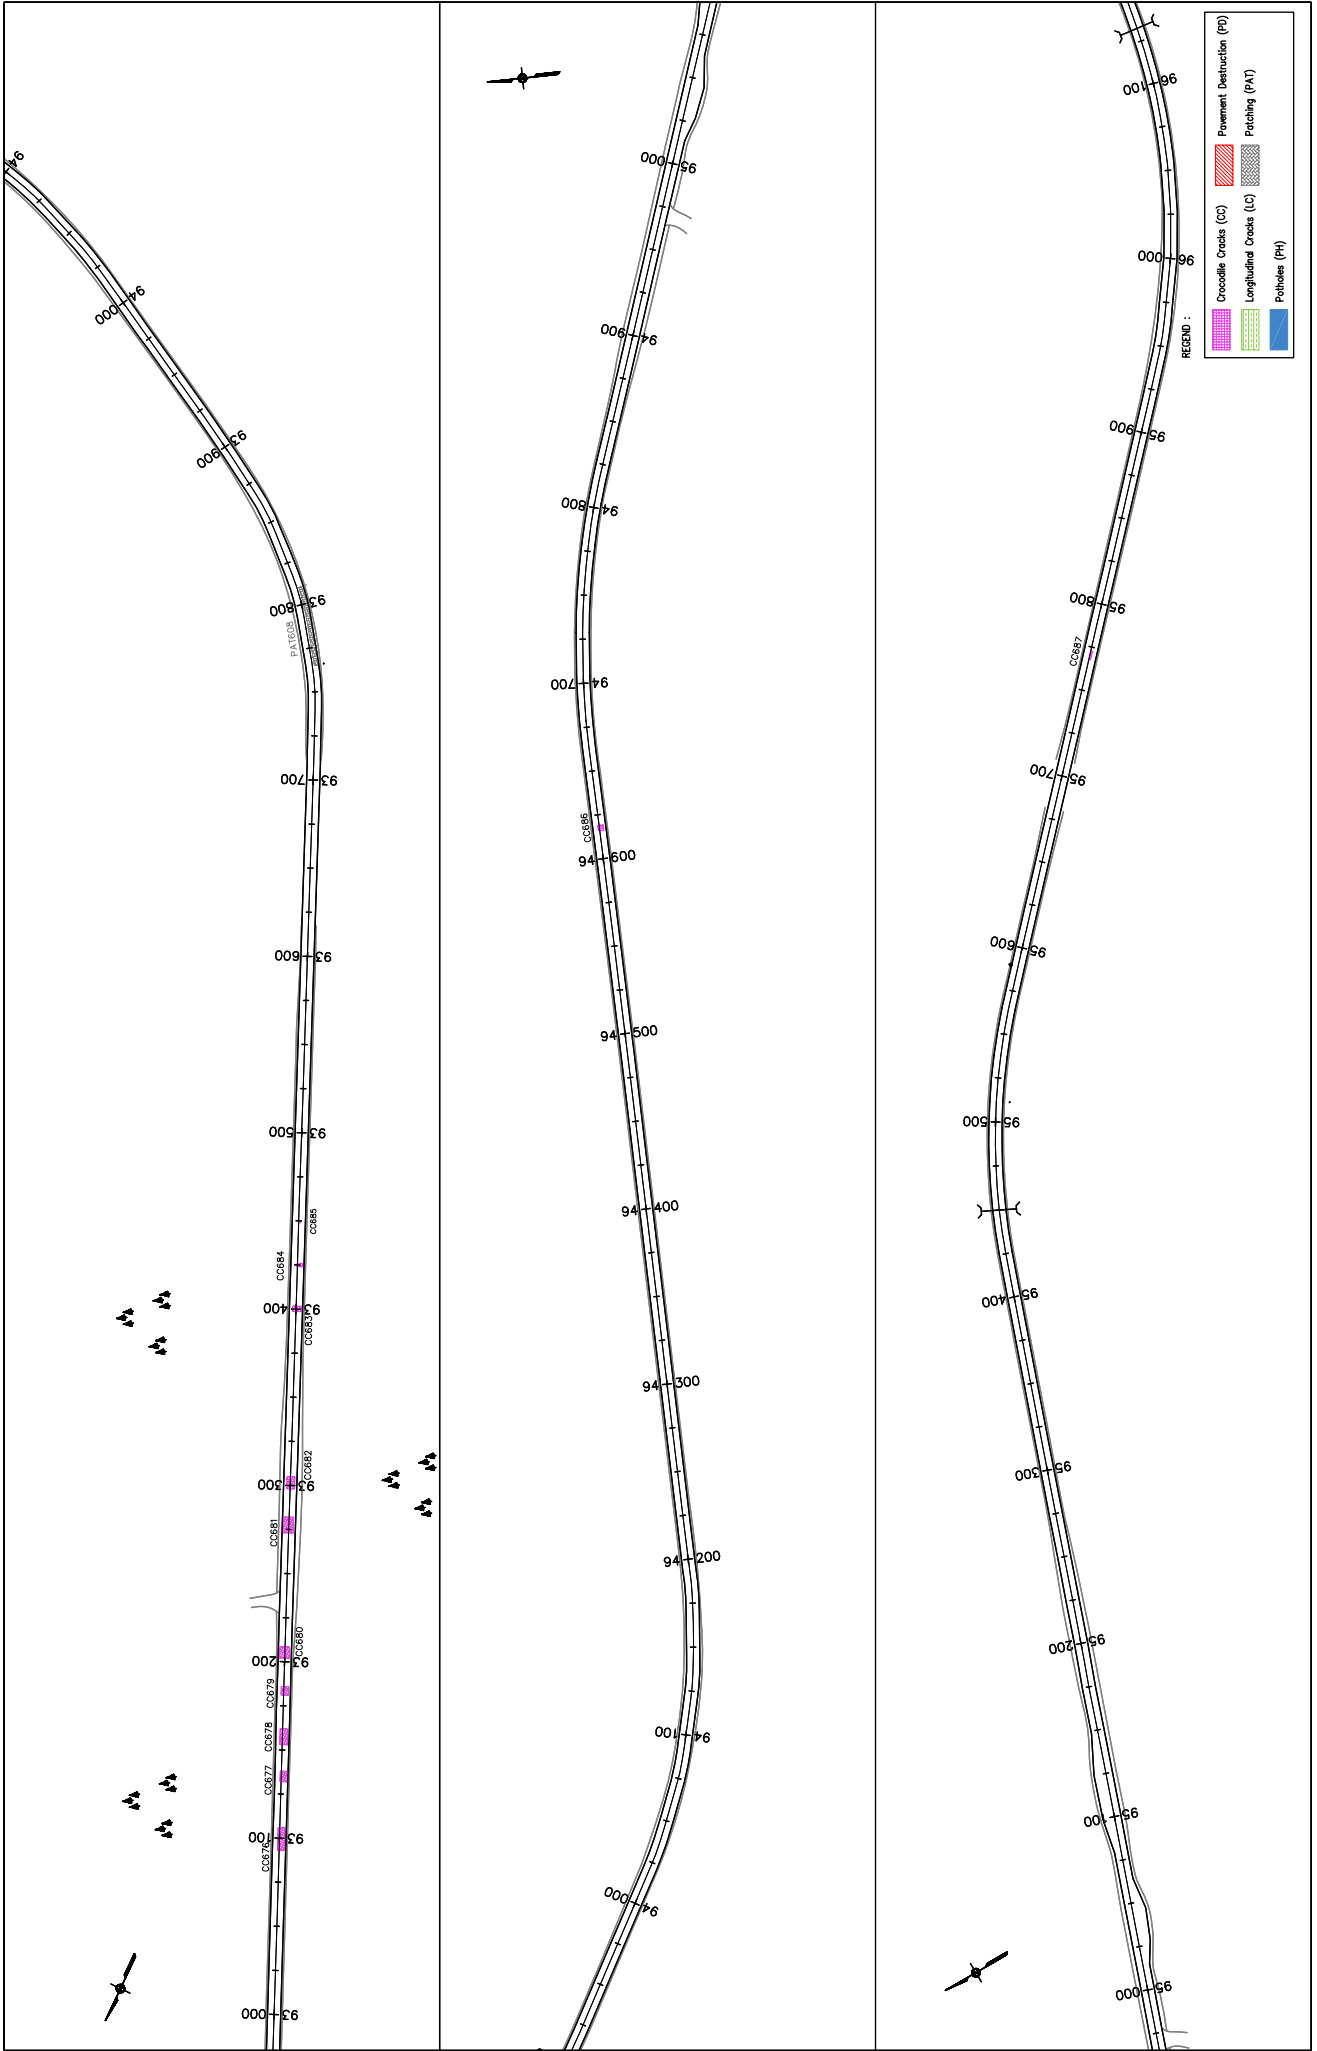 93 000
93 100
CC676
CC677
CC678
CC679
93 200
CC680
CC681
93 300
CC682
CC683
93 400
CC684
CC685
93 500
93 600
93 700
93 800
PAT608
93 900
94 000
94
94 000
94 100
94 200
94 300
94 400
94 500
94 600
CC686
94 700
94 800
94 900
95 000
95 000
95 100
95 200
95 300
95 400
95 500
95 600
95 700
CC687
95 800
95 900
96 000
96 100
REGEND :
Crocodile Cracks (CC)
Pavement Destruction (PD)
Longitudinal Cracks (LC)
Patching (PAT)
Potholes (PH)